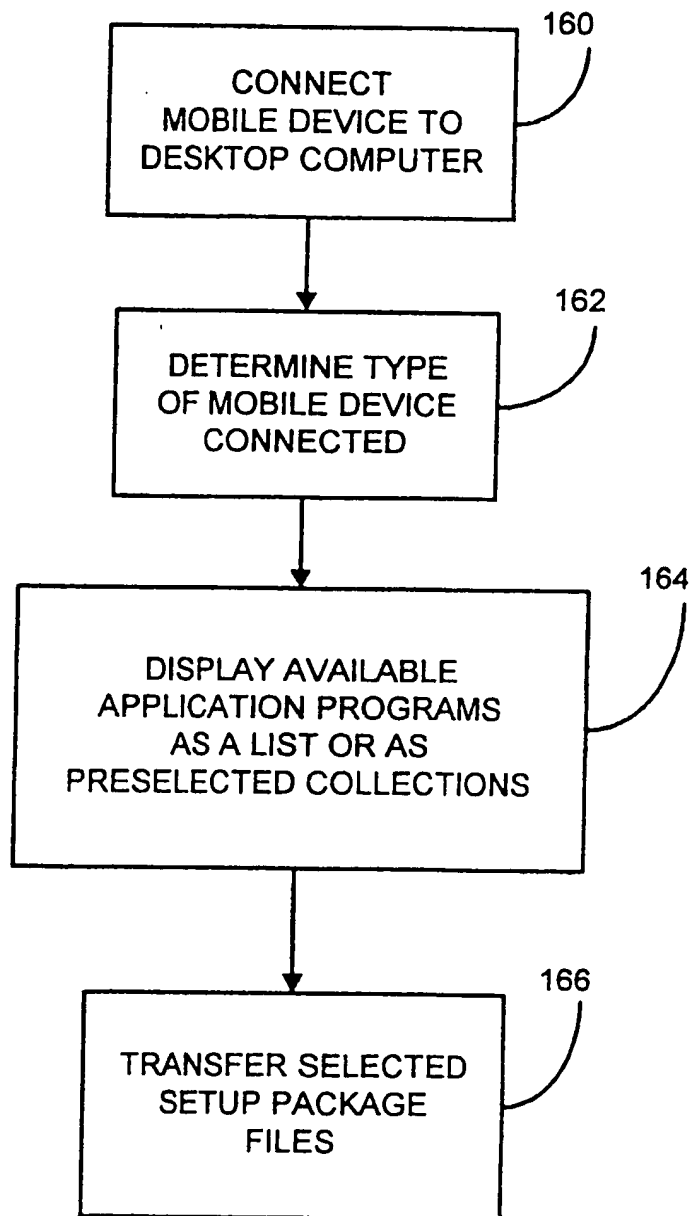 160
CONNECT
MOBILE DEVICE TO
DESKTOP COMPUTER
162
DETERMINE TYPE
OF MOBILE DEVICE
CONNECTED
164
DISPLAY AVAILABLE
APPLICATION PROGRAMS
AS A LIST OR AS
PRESELECTED COLLECTIONS
166
TRANSFER SELECTED
SETUP PACKAGE
FILES